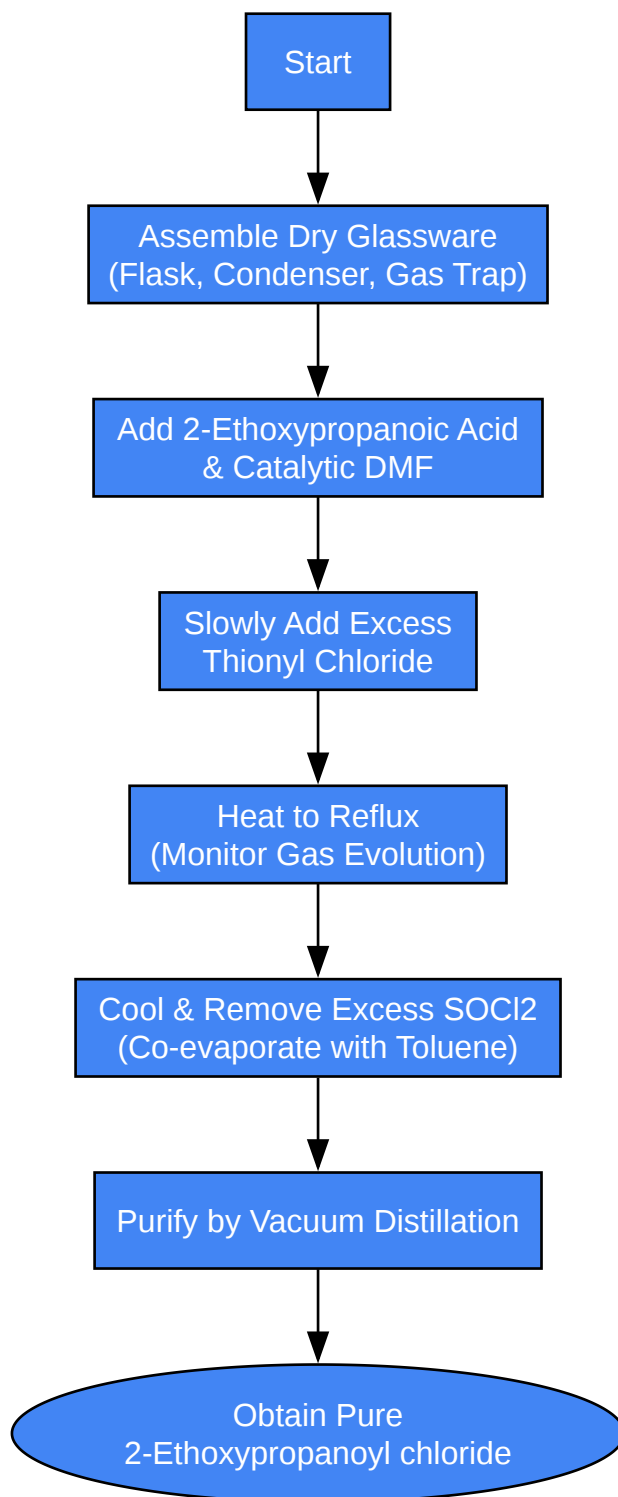 Start
Assemble Dry Glassware
(Flask, Condenser, Gas Trap)
Add 2-Ethoxypropanoic Acid
& Catalytic DMF
Slowly Add Excess
Thionyl Chloride
Heat to Reflux
(Monitor Gas Evolution)
Cool & Remove Excess SOCl2
(Co-evaporate with Toluene)
Purify by Vacuum Distillation
Obtain Pure
2-Ethoxypropanoyl chloride